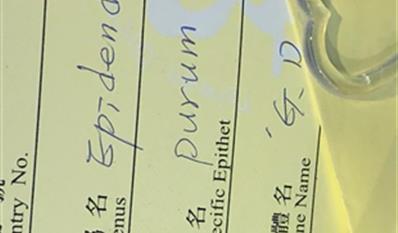 ntry No.
名 Epiden
enus
名 purum
ecific Epithet
體名 'G.D
ne Name